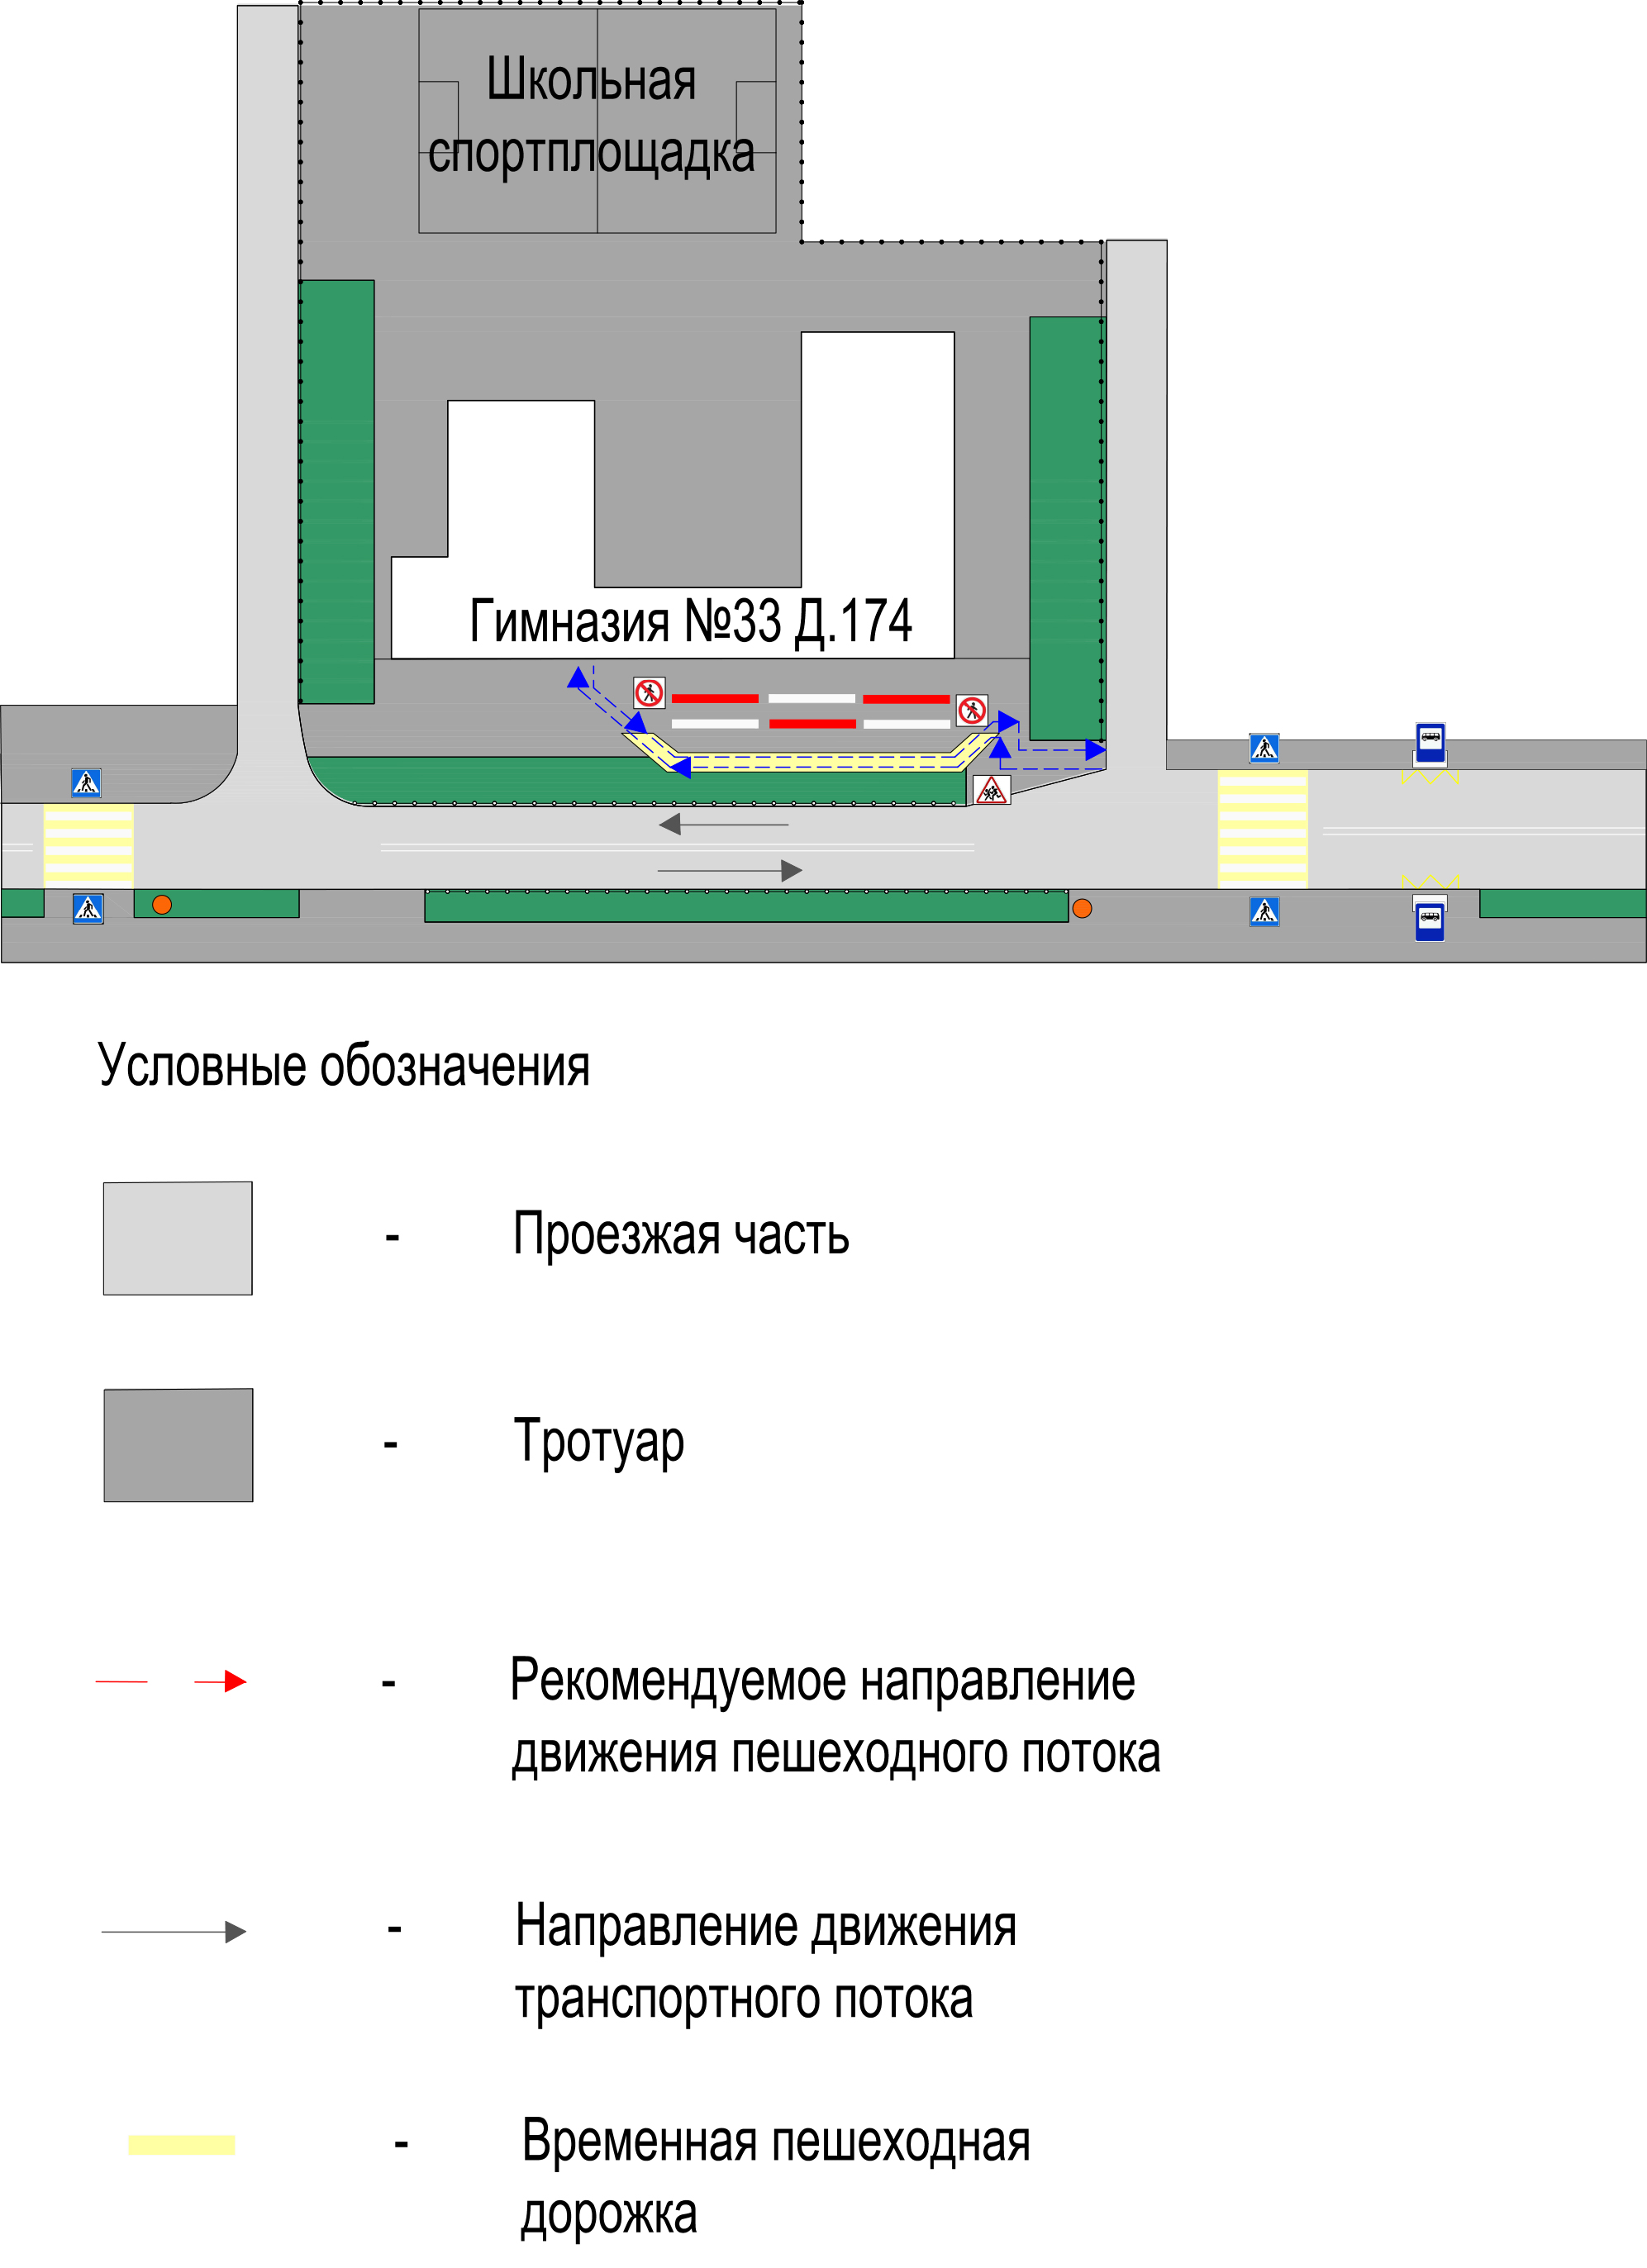 Школьная
спортплощадка
Гимназия №33 Д.174
Условные обозначения
- Проезжая часть
- Тротуар
- Рекомендуемое направление
движения пешеходного потока
- Направление движения
транспортного потока
- Временная пешеходная
дорожка